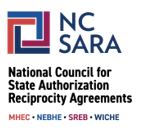 NC
SARA
National Council for
State Authorization
Reciprocity Agreements
MHEC • NEBHE • SREB • WICHE